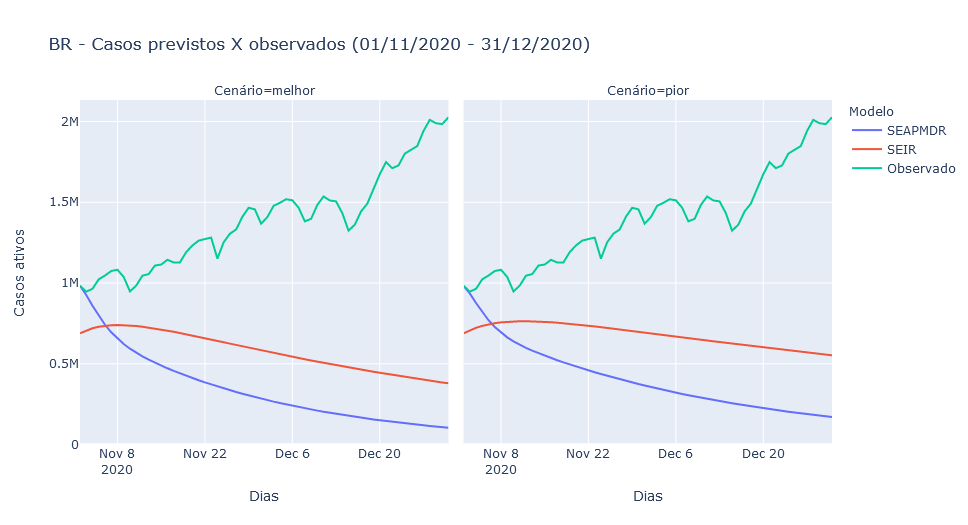 BR - Casos previstos X observados (01/11/2020 - 31/12/2020)
Cenário=melhor
Cenário=pior
Modelo
SEAPMDR
SEIR
Observado
Casos ativos
2M
1.5M
1M
0.5M
0
Nov 8
2020
Nov 22
Dec 6
Dec 20
Nov 8
2020
Nov 22
Dec 6
Dec 20
Dias
Dias